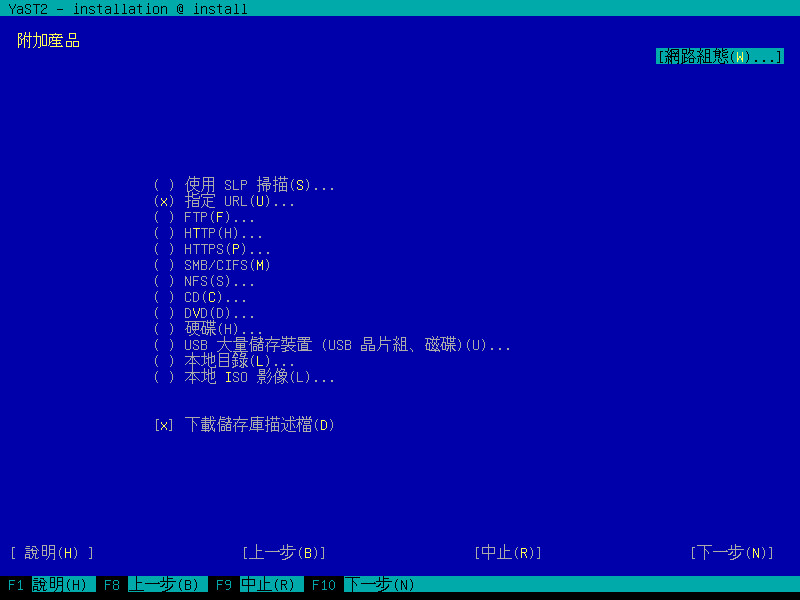 YaST2 - installation @ install
附加產品
[網路組態(W)...]
( ) 使用 SLP 掃描(S)...
(x) 指定 URL(U)...
( ) FTP(F)...
( ) HTTP(H)...
( ) HTTPS(P)...
( ) SMB/CIFS(M)
( ) NFS(S)...
( ) CD(C)...
( ) DVD(D)...
( ) 硬碟(H)...
( ) USB 大量儲存裝置 (USB 晶片組、磁碟)(U)...
( ) 本地目錄(L)...
( ) 本地 ISO 影像(L)...
[x] 下載儲存庫描述檔(D)
[ 說明(H) ] [上一步(B)] [中止(R)] [下一步(N)]
F1 說明(H) F8 上一步(B) F9 中止(R) F10 下一步(N)